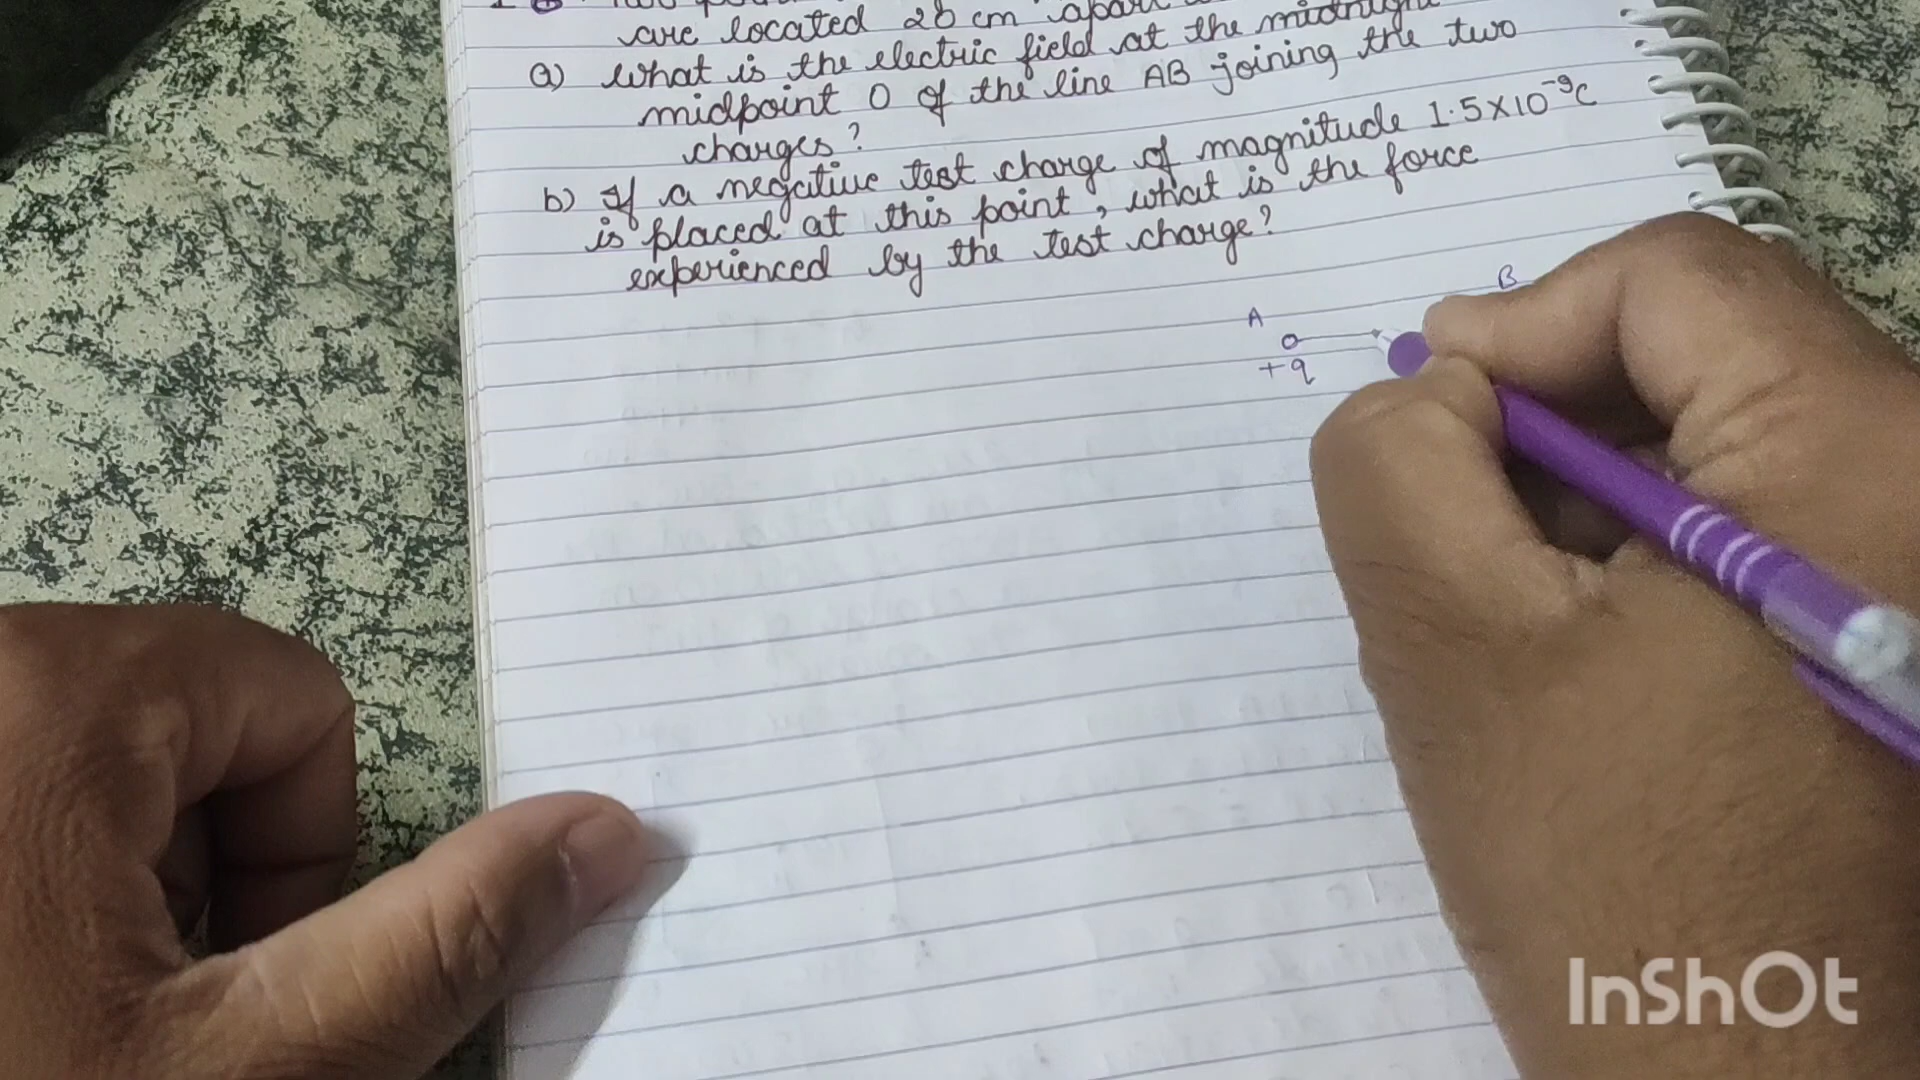 are located 20 cm apart
a) What is the electric field at the midnight
midpoint O of the line AB joining the two
charges?
b) If a negative test charge of magnitude 1.5×10⁻⁹C
is placed at this point, what is the force
experienced by the test charge?
A B
+q
InShOt